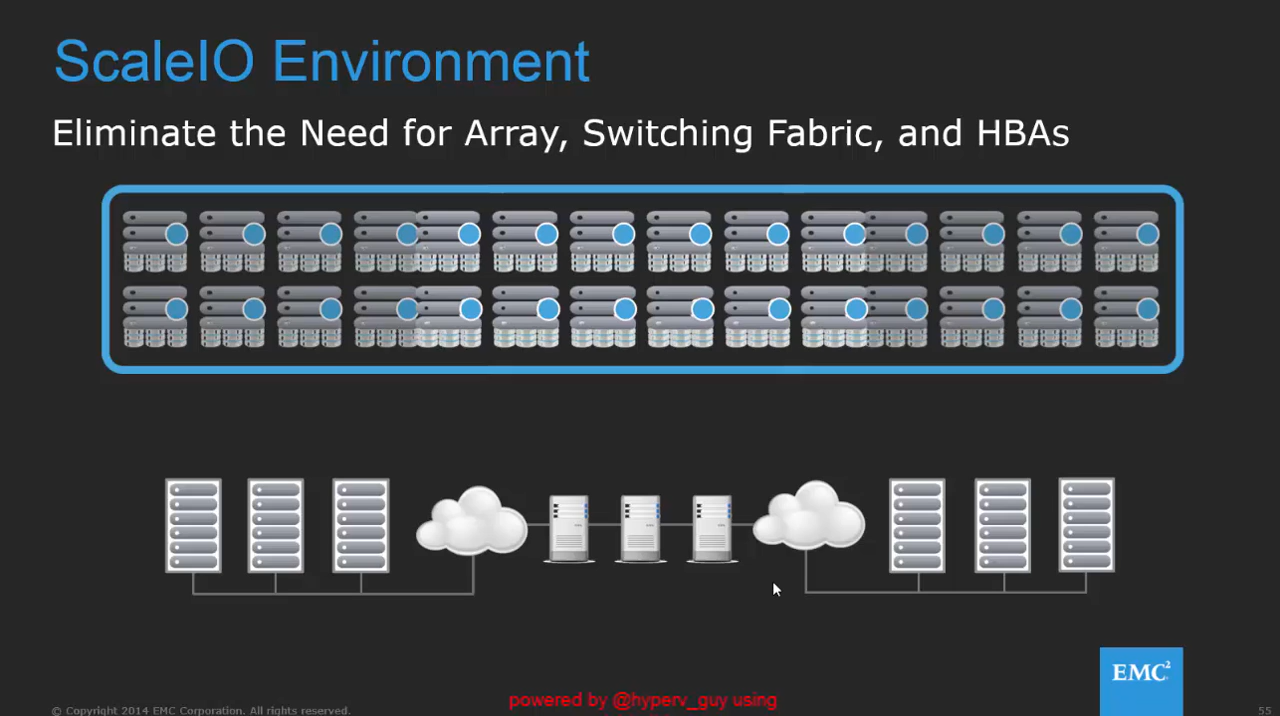 ScaleIO Environment
Eliminate the Need for Array, Switching Fabric, and HBAs
EMC²
powered by @hyperv_guy using
© Copyright 2014 EMC Corporation. All rights reserved.
55